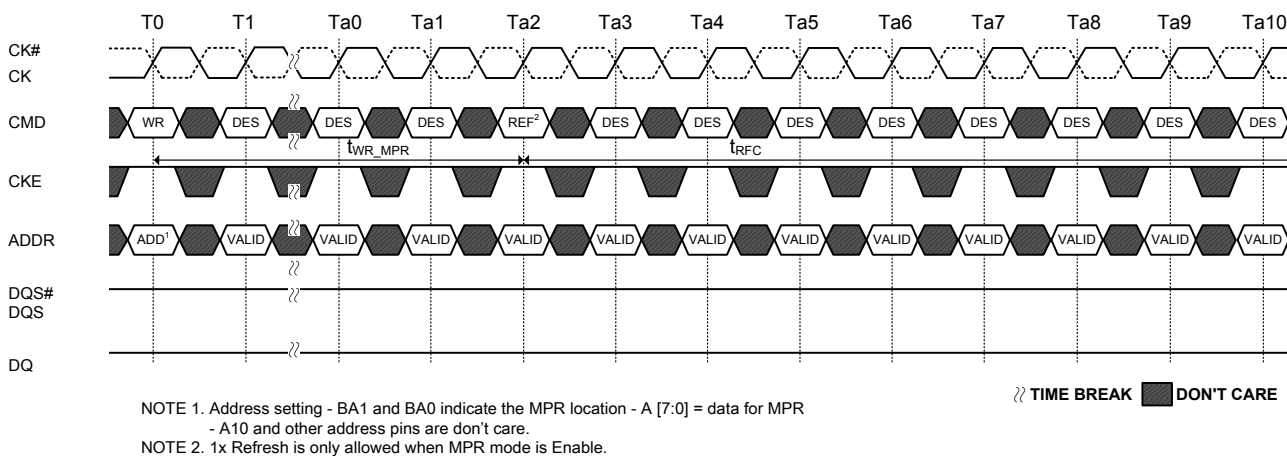 T0 T1 Ta0 Ta1 Ta2 Ta3 Ta4 Ta5 Ta6 Ta7 Ta8 Ta9 Ta10
CK#
CK
CMD WR DES DES DES REF² DES DES DES DES DES DES DES DES
tWR_MPR tRFC
CKE
ADDR ADD¹ VALID VALID VALID VALID VALID VALID VALID VALID VALID VALID VALID VALID
DQS#
DQS
DQ
TIME BREAK DON'T CARE
NOTE 1. Address setting - BA1 and BA0 indicate the MPR location - A [7:0] = data for MPR
- A10 and other address pins are don't care.
NOTE 2. 1x Refresh is only allowed when MPR mode is Enable.